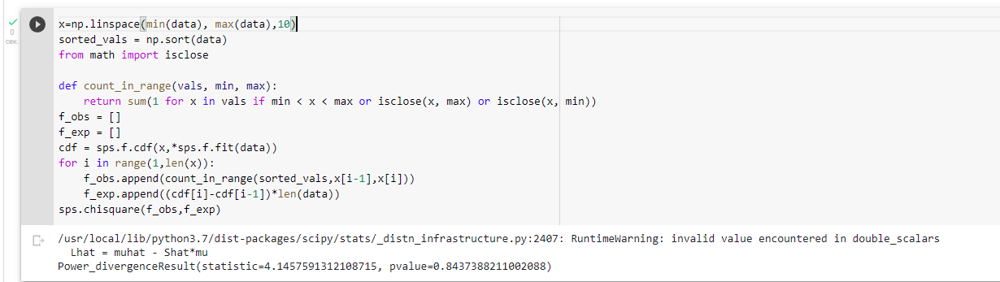 x=np.linspace(min(data), max(data),10)
0
сек.
sorted_vals = np.sort(data)
from math import isclose
def count_in_range(vals, min, max):
    return sum(1 for x in vals if min < x < max or isclose(x, max) or isclose(x, min))
f_obs = []
f_exp = []
cdf = sps.f.cdf(x,*sps.f.fit(data))
for i in range(1,len(x)):
    f_obs.append(count_in_range(sorted_vals,x[i-1],x[i]))
    f_exp.append((cdf[i]-cdf[i-1])*len(data))
sps.chisquare(f_obs,f_exp)
/usr/local/lib/python3.7/dist-packages/scipy/stats/_distn_infrastructure.py:2407: RuntimeWarning: invalid value encountered in double_scalars
  Lhat = muhat - Shat*mu
Power_divergenceResult(statistic=4.1457591312108715, pvalue=0.8437388211002088)